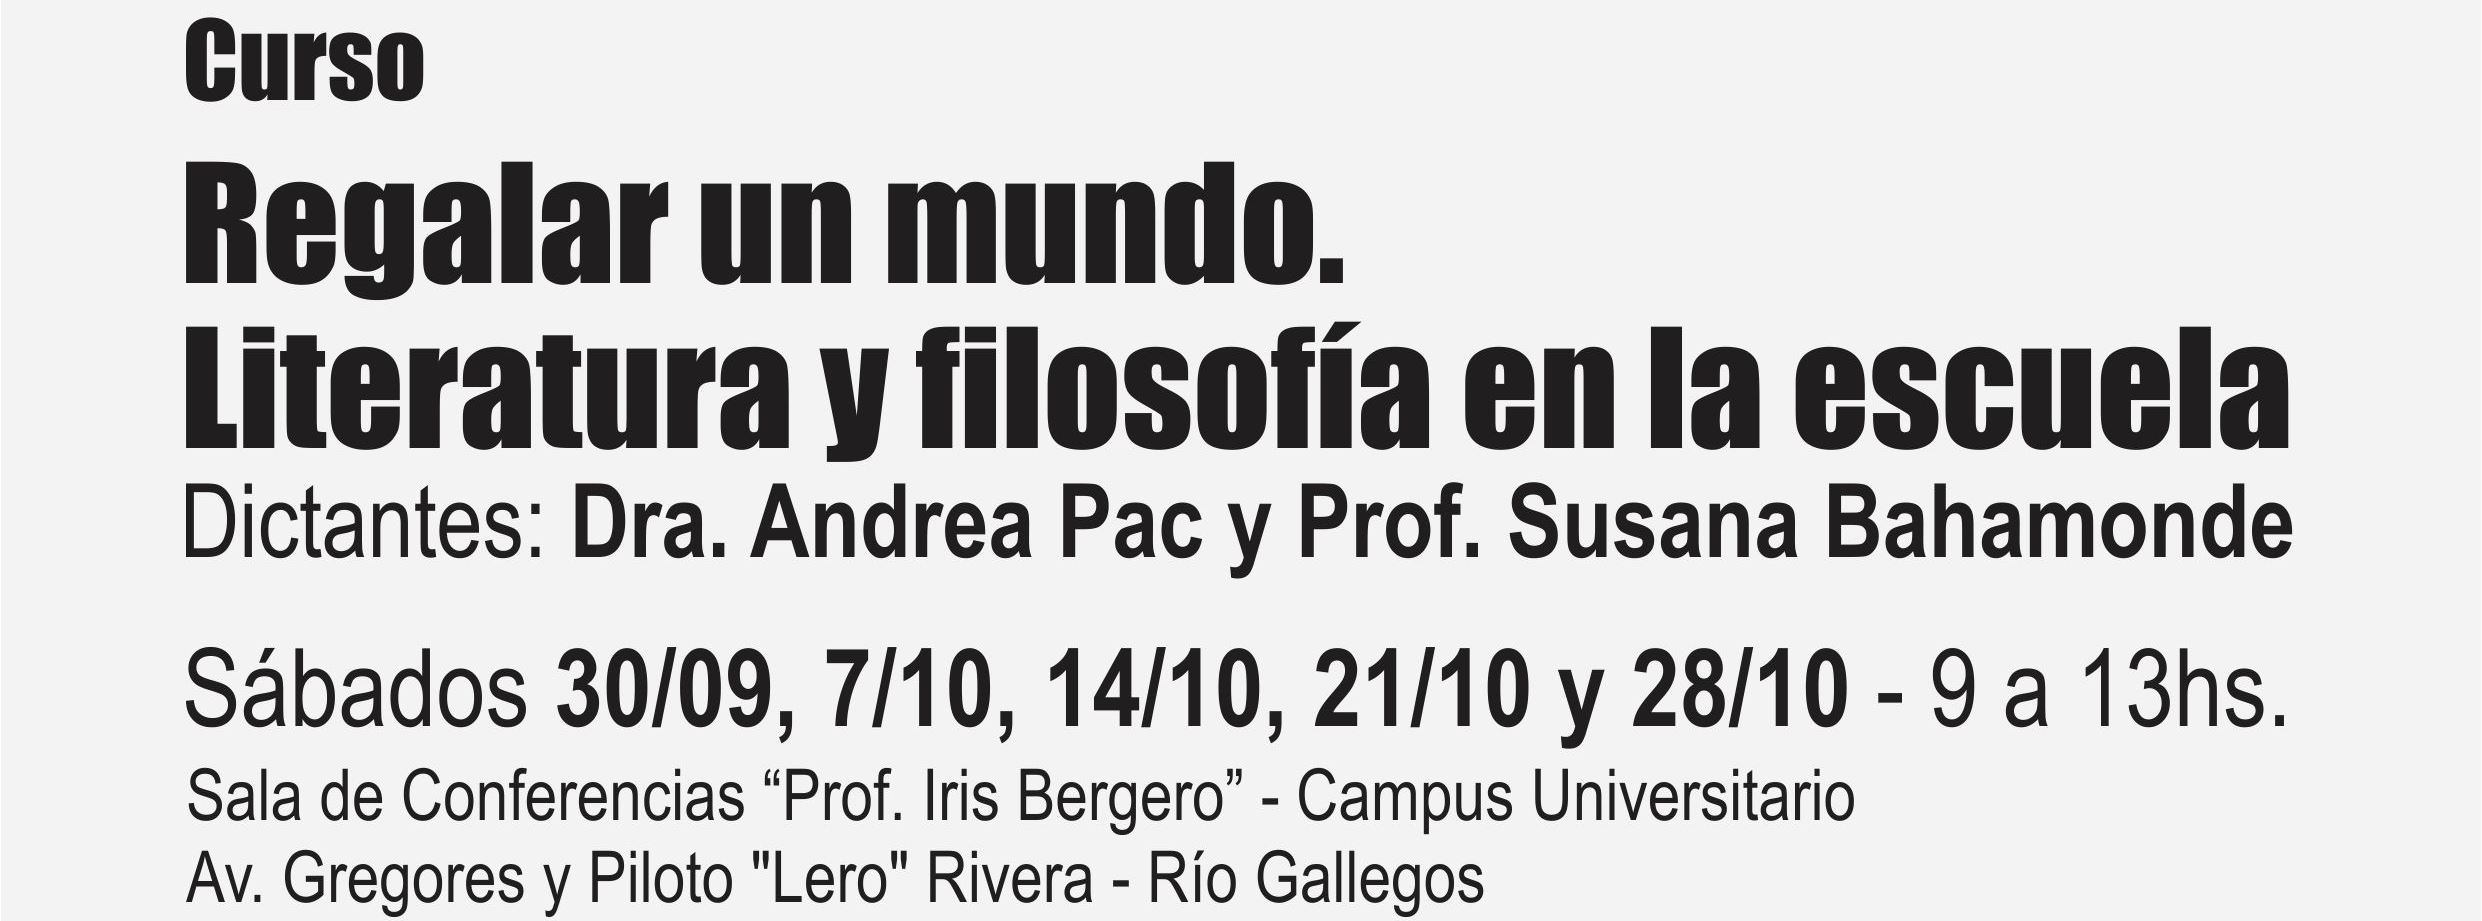 Curso
Regalar un mundo.
Literatura y filosofía en la escuela
Dictantes: Dra. Andrea Pac y Prof. Susana Bahamonde
Sábados 30/09, 7/10, 14/10, 21/10 y 28/10 - 9 a 13hs.
Sala de Conferencias “Prof. Iris Bergero” - Campus Universitario
Av. Gregores y Piloto "Lero" Rivera - Río Gallegos